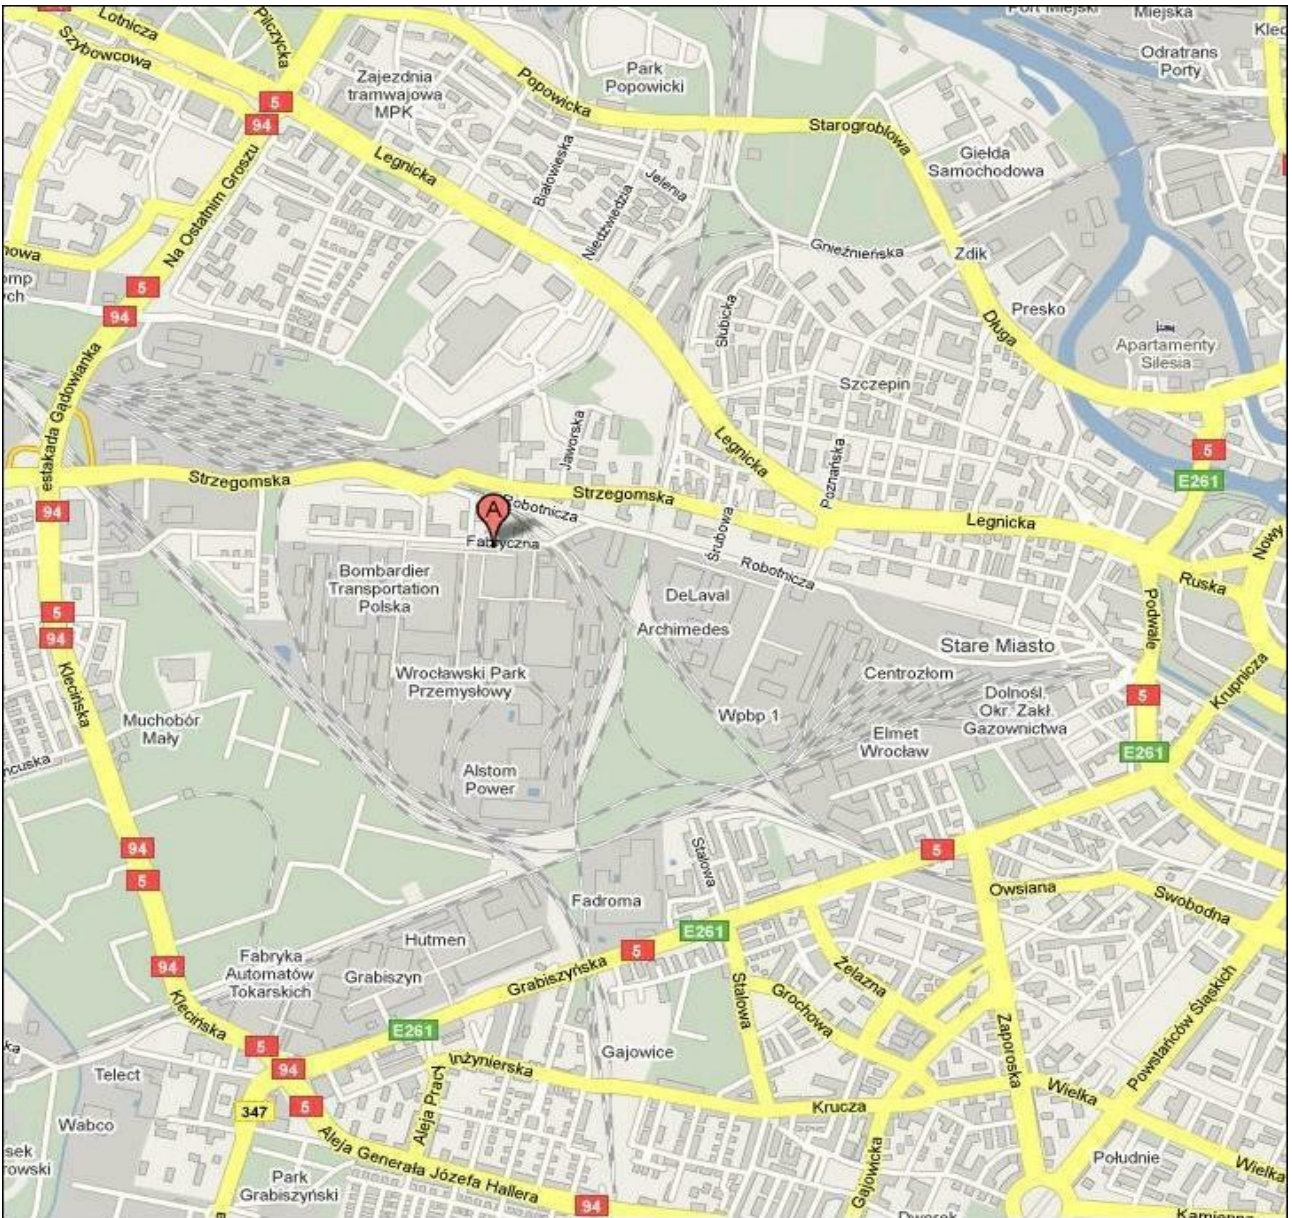 Lotnicza
Pilczycka
Port Miejski
Miejska
Szybowcowa
Odratrans
Porty
Park
Popowicki
Zajezdnia
tramwajowa
MPK
5
94
Popowicka
Starogroblowa
Legnicka
Na Ostatnim Groszu
Białowieska
Jelenia
Niedźwiedzia
Giełda
Samochodowa
Gnieźnieńska
Zdik
5
94
Słubicka
Presko
Długa
Apartamenty
Silesia
estakada Gądowianka
Szczepin
Jaworska
Legnicka
Poznańska
5
E261
Strzegomska
Strzegomska
94
A
Robotnicza
Fabryczna
Śrubowa
Legnicka
Nowy
Bombardier
Transportation
Polska
Robotnicza
DeLaval
Ruska
Podwale
5
94
Archimedes
Stare Miasto
Klecińska
Wrocławski Park
Przemysłowy
Centrozłom
Krupnicza
Dolnośl.
Okr. Zakł.
Gazownictwa
5
Muchobór
Mały
Wpbp 1
Elmet
Wrocław
E261
Alstom
Power
94
5
Stalowa
5
Owsiana
Swobodna
Fadroma
E261
Hutmen
5
Fabryka
Automatów
Tokarskich
94
Grabiszyn
Grabiszyńska
Żelazna
Stalowa
Grochowa
Powstańców Śląskich
Klecińska
E261
5
Zaporoska
Gajowice
94
Telect
Inżynierska
Wielka
347
5
Krucza
Aleja Pracy
Wabco
Aleja Generała Józefa Hallera
Południe
Wielka
Park
Grabiszyński
Gajowicka
94
Kamienna